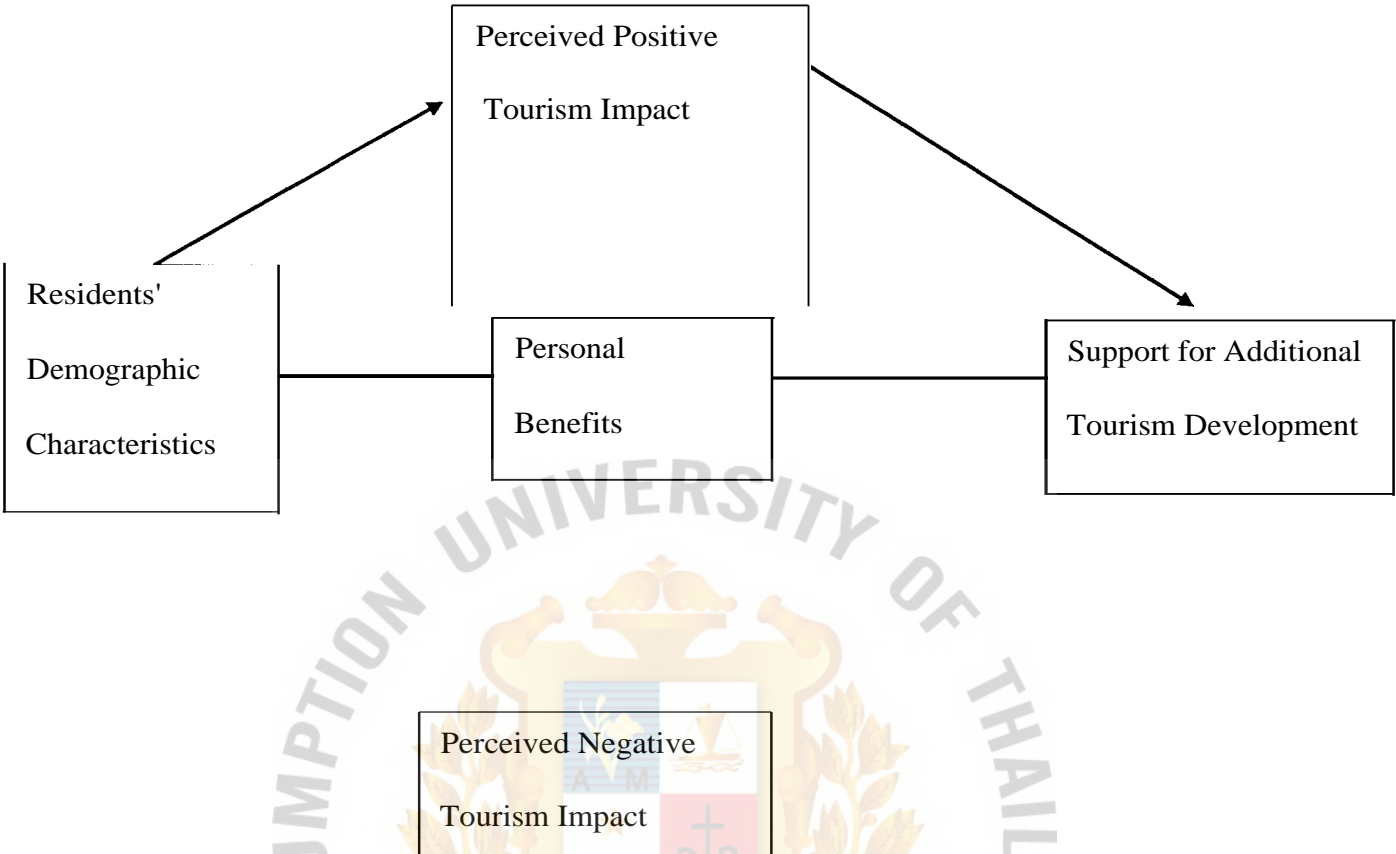 Perceived Positive
Tourism Impact
Residents'
Demographic
Characteristics
Personal
Benefits
Support for Additional
Tourism Development
UNIVERSITY OF
Perceived Negative
Tourism Impact
A M